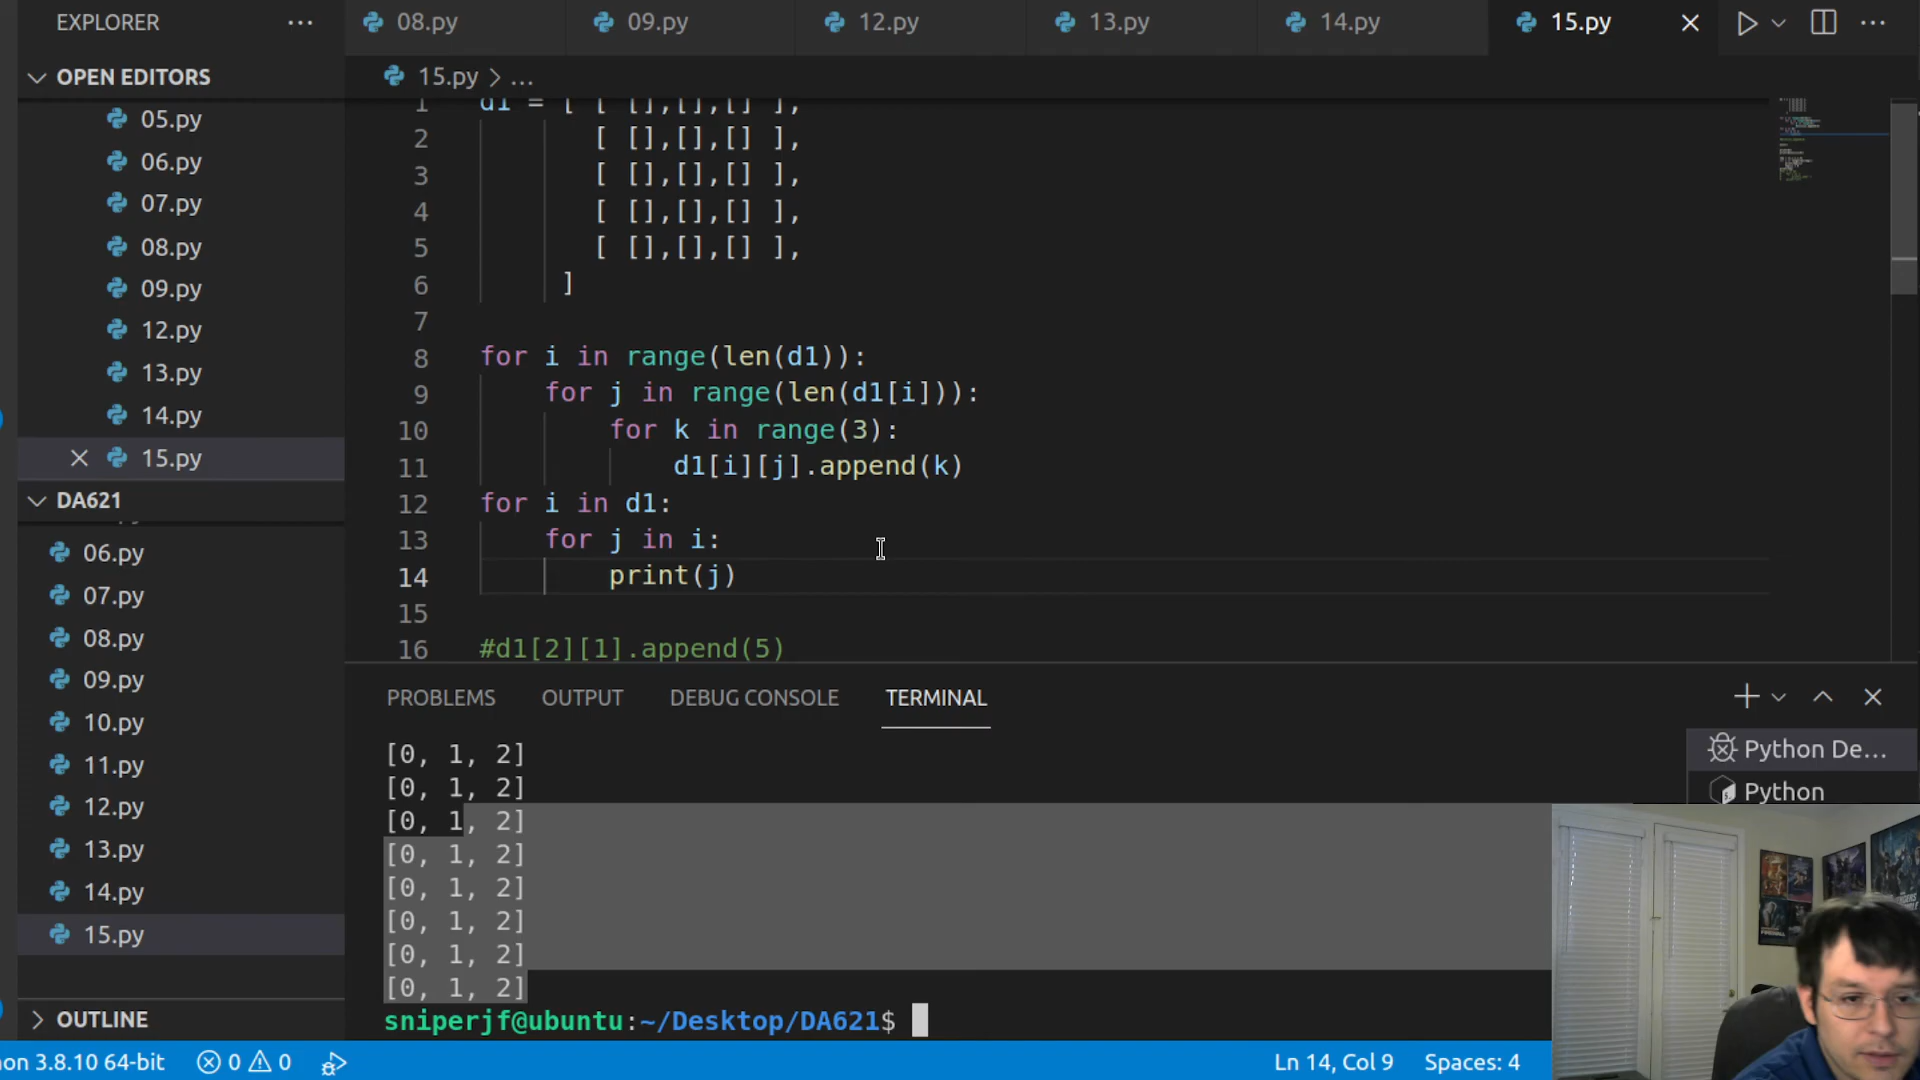 EXPLORER
08.py
09.py
12.py
13.py
14.py
15.py
OPEN EDITORS
05.py
06.py
07.py
08.py
09.py
12.py
13.py
14.py
15.py
DA621
06.py
07.py
08.py
09.py
10.py
11.py
12.py
13.py
14.py
15.py
OUTLINE
15.py > ...
1 d1 = [ [ [],[],[] ],
2 [ [],[],[] ],
3 [ [],[],[] ],
4 [ [],[],[] ],
5 [ [],[],[] ],
6 ]
7
8 for i in range(len(d1)):
9 for j in range(len(d1[i])):
10 for k in range(3):
11 d1[i][j].append(k)
12 for i in d1:
13 for j in i:
14 print(j)
15
16 #d1[2][1].append(5)
PROBLEMS OUTPUT DEBUG CONSOLE TERMINAL
[0, 1, 2]
[0, 1, 2]
[0, 1, 2]
[0, 1, 2]
[0, 1, 2]
[0, 1, 2]
[0, 1, 2]
[0, 1, 2]
sniperjf@ubuntu:~/Desktop/DA621$
Python De...
Python
on 3.8.10 64-bit 0 0
Ln 14, Col 9 Spaces: 4